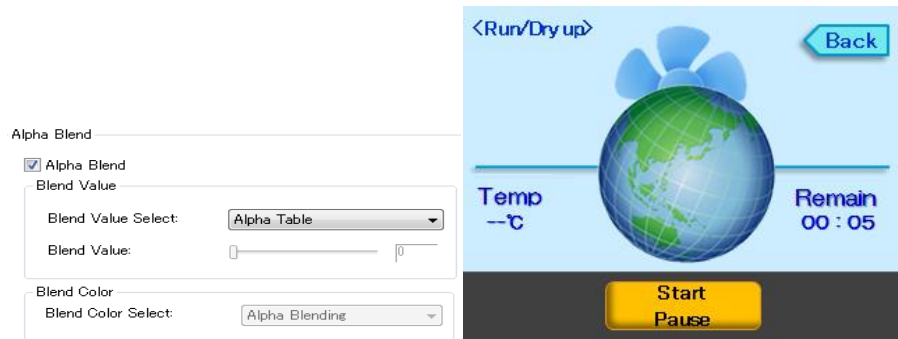 Alpha Blend
Alpha Blend
Blend Value
Blend Value Select: Alpha Table
Blend Value: 0
Blend Color
Blend Color Select: Alpha Blending
<Run/Dry up>
Back
Temp
--℃
Remain
00:05
Start
Pause